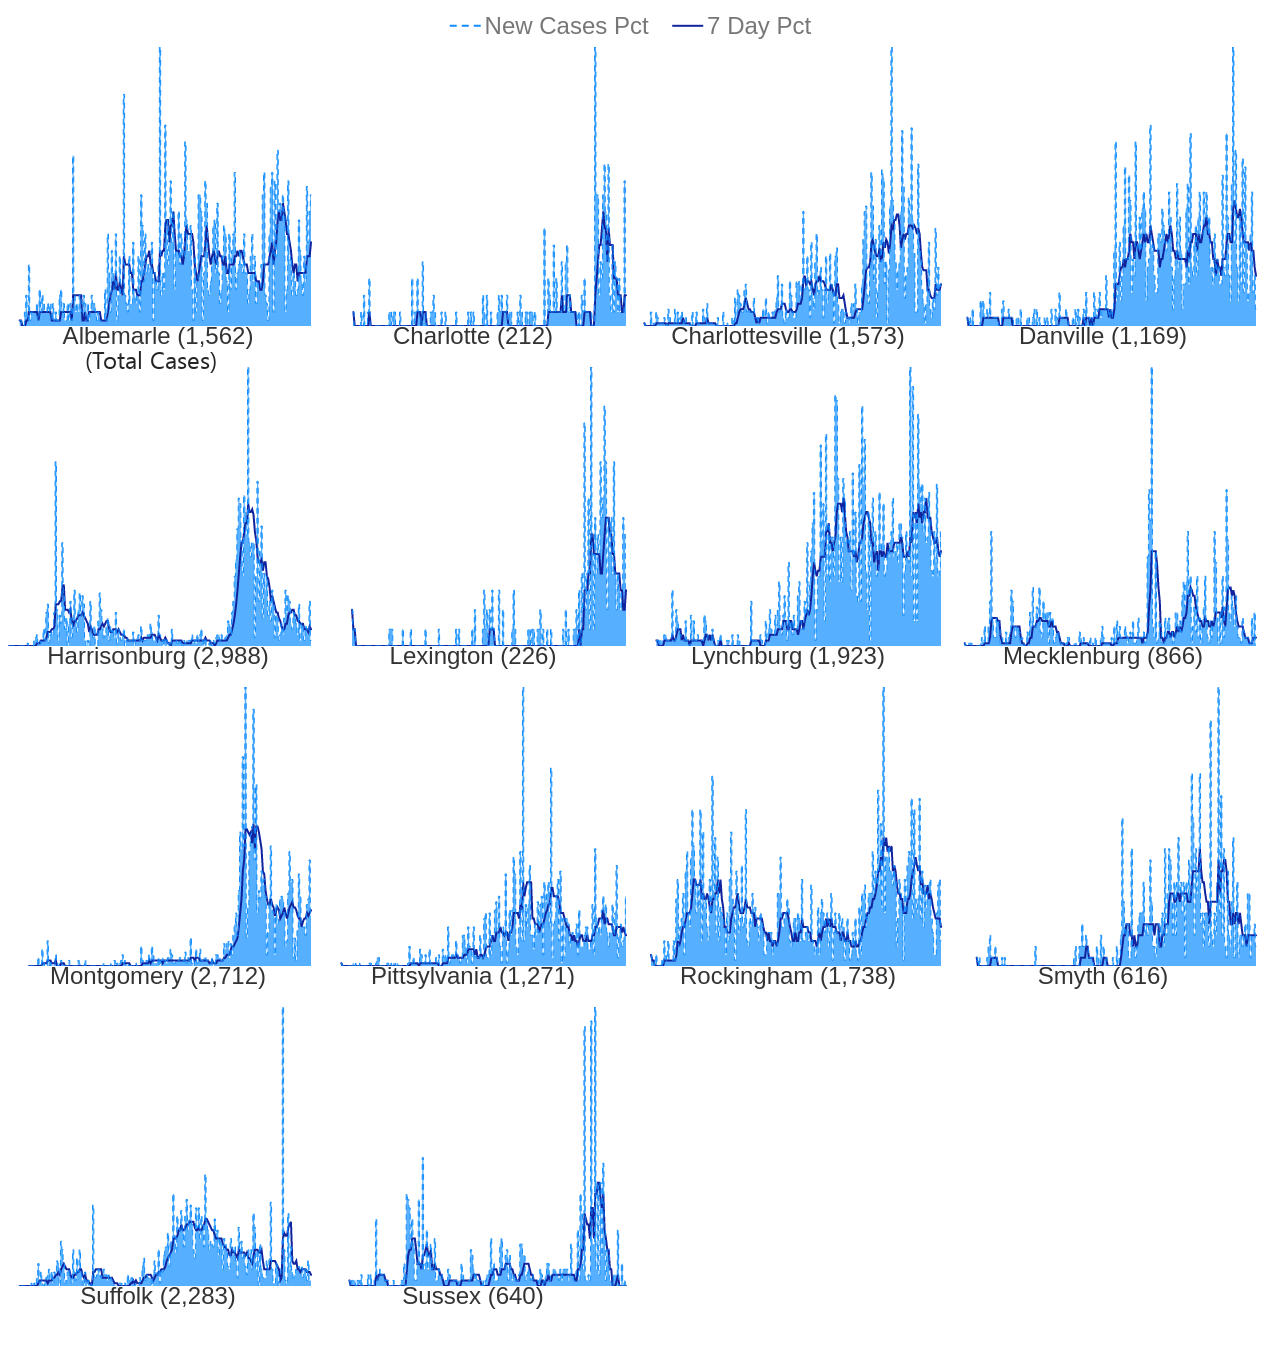 New Cases Pct 7 Day Pct
Albemarle (1,562) Charlotte (212) Charlottesville (1,573) Danville (1,169)
(Total Cases)
Harrisonburg (2,988) Lexington (226) Lynchburg (1,923) Mecklenburg (866)
Montgomery (2,712) Pittsylvania (1,271) Rockingham (1,738) Smyth (616)
Suffolk (2,283) Sussex (640)